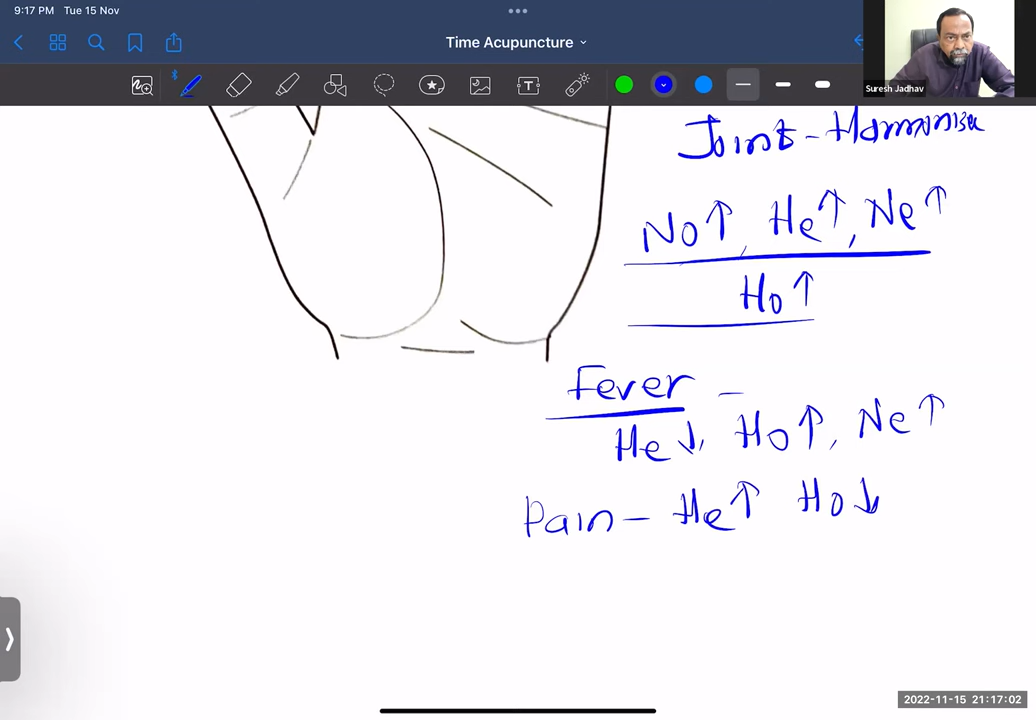 9:17 PM Tue 15 Nov
Time Acupuncture
T
Suresh Jadhav
Joint - Harmonise
No↑, He↑, Ne↑
Ho↑
Fever -
He↓, Ho↑, Ne↑
Pain - He↑ Ho↓
2022-11-15 21:17:02